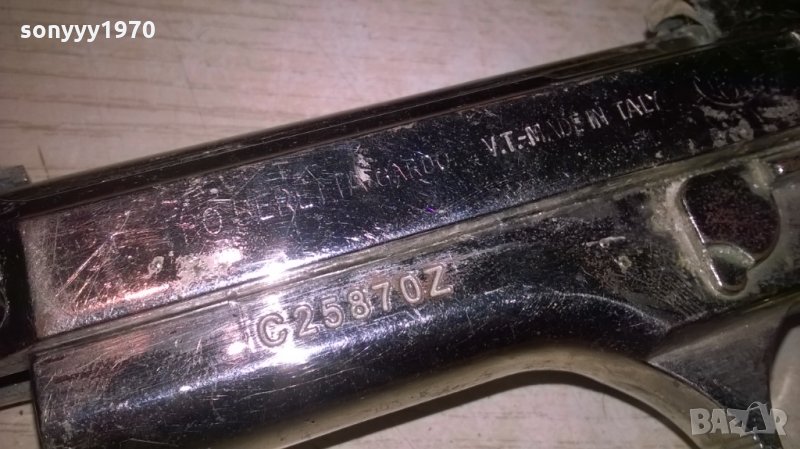 sonyyy1970
P.O. BERETTA GARDO V.T.-MADE IN ITALY
C25870Z
BAZAR